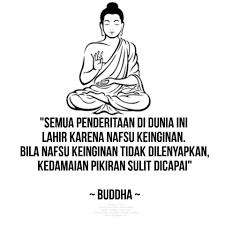 "SEMUA PENDERITAAN DI DUNIA INI
LAHIR KARENA NAFSU KEINGINAN.
BILA NAFSU KEINGINAN TIDAK DILENYAPKAN,
KEDAMAIAN PIKIRAN SULIT DICAPAI"
~ BUDDHA ~